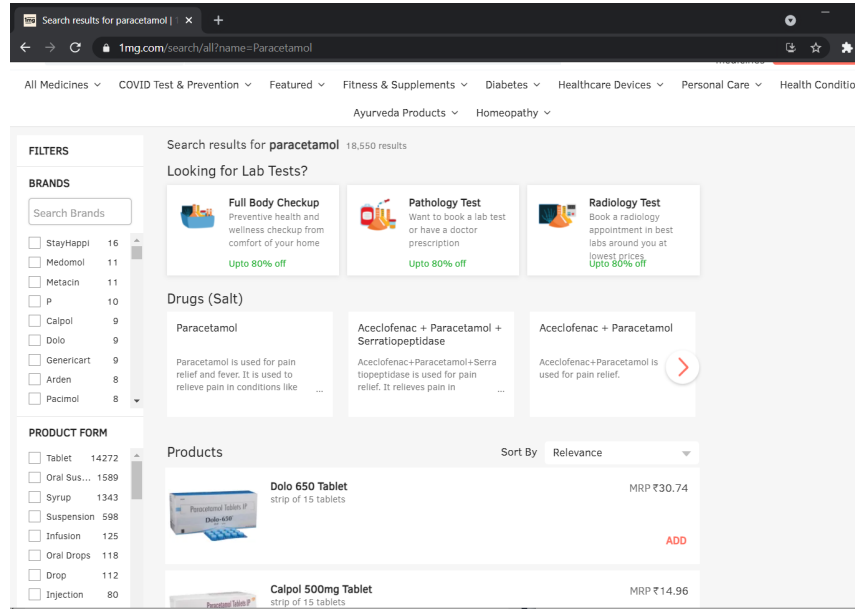 1mg Search results for paracetamol | 1
1mg.com/search/all?name=Paracetamol
All Medicines COVID Test & Prevention Featured Fitness & Supplements Diabetes Healthcare Devices Personal Care Health Conditio
Ayurveda Products Homeopathy
FILTERS
BRANDS
Search Brands
StayHappi 16
Medomol 11
Metacin 11
P 10
Calpol 9
Dolo 9
Genericart 9
Arden 8
Pacimol 8
PRODUCT FORM
Tablet 14272
Oral Sus... 1589
Syrup 1343
Suspension 598
Infusion 125
Oral Drops 118
Drop 112
Injection 80
Search results for paracetamol 18,550 results
Looking for Lab Tests?
Full Body Checkup
Preventive health and
wellness checkup from
comfort of your home
Upto 80% off
Pathology Test
Want to book a lab test
or have a doctor
prescription
Upto 80% off
Radiology Test
Book a radiology
appointment in best
labs around you at
lowest prices
Upto 80% off
Drugs (Salt)
Paracetamol
Paracetamol is used for pain
relief and fever. It is used to
relieve pain in conditions like ...
Aceclofenac + Paracetamol +
Serratiopeptidase
Aceclofenac+Paracetamol+Serra
tiopeptidase is used for pain
relief. It relieves pain in ...
Aceclofenac + Paracetamol
Aceclofenac+Paracetamol is
used for pain relief.
Products Sort By Relevance
Paracetamol Tablets IP
Dolo-650
Dolo 650 Tablet
strip of 15 tablets
MRP ₹30.74
ADD
Paracetamol Tablets IP
Calpol 500mg Tablet
strip of 15 tablets
MRP ₹14.96